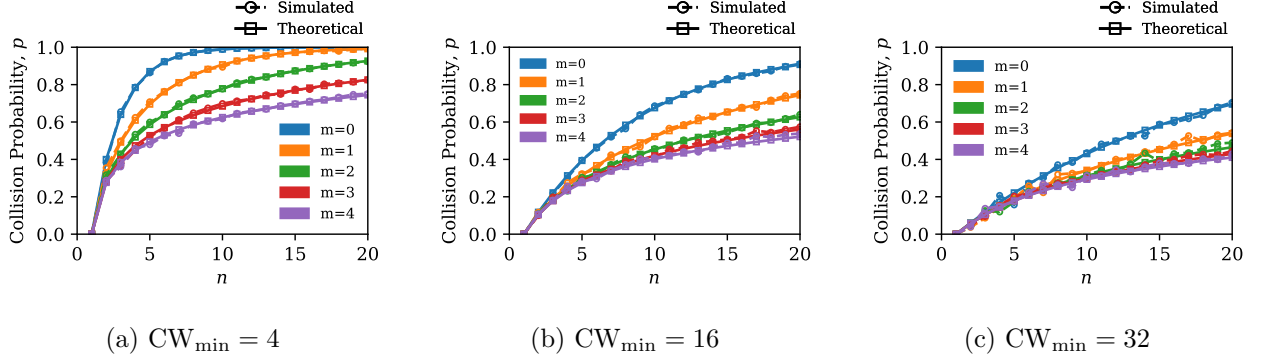 Simulated
Theoretical
Collision Probability, p
1.0
0.8
0.6
0.4
0.2
0.0
m=0
m=1
m=2
m=3
m=4
0 5 10 15 20
n
(a) CWmin = 4
Simulated
Theoretical
Collision Probability, p
1.0
0.8
0.6
0.4
0.2
0.0
m=0
m=1
m=2
m=3
m=4
0 5 10 15 20
n
(b) CWmin = 16
Simulated
Theoretical
Collision Probability, p
1.0
0.8
0.6
0.4
0.2
0.0
m=0
m=1
m=2
m=3
m=4
0 5 10 15 20
n
(c) CWmin = 32